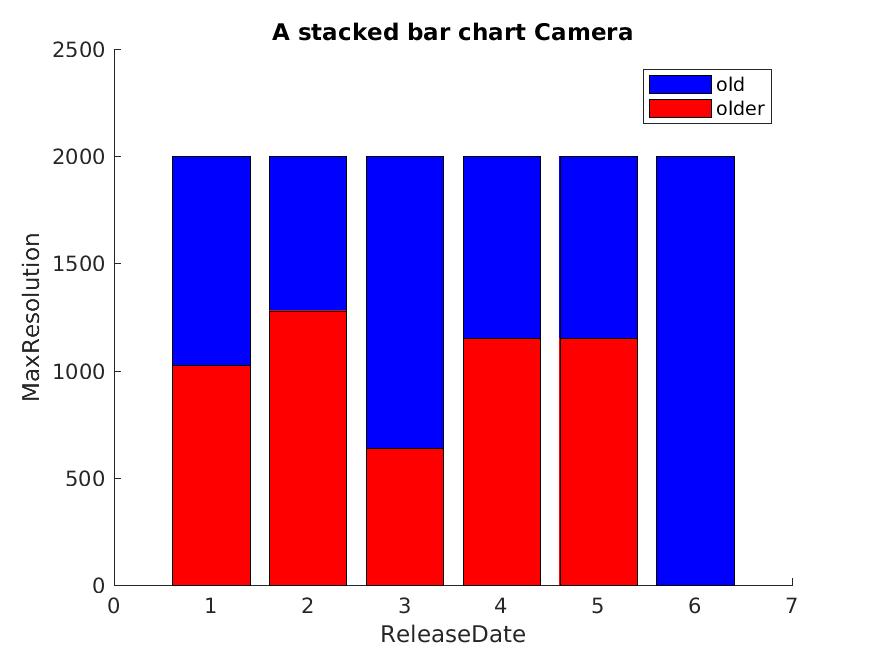 A stacked bar chart Camera
2500
2000
1500
1000
500
0
MaxResolution
old
older
0 1 2 3 4 5 6 7
ReleaseDate